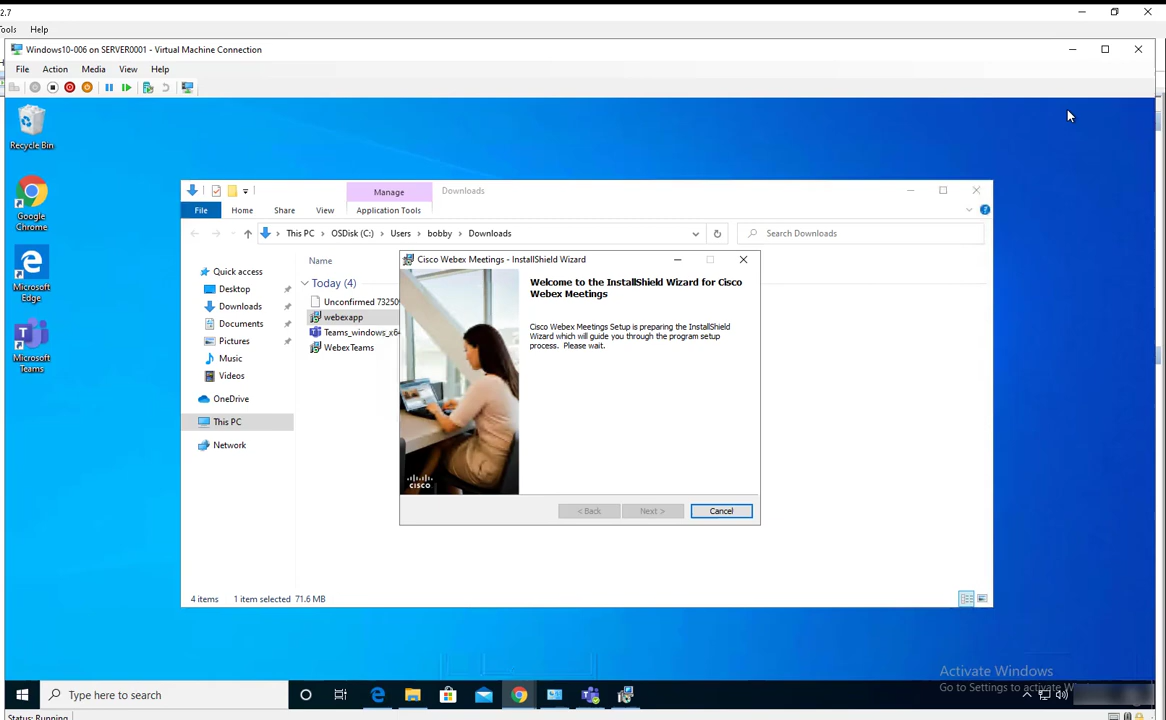 2.7
Tools Help
Windows10-006 on SERVER0001 - Virtual Machine Connection
File Action Media View Help
Recycle Bin
Google
Chrome
Microsoft
Edge
Microsoft
Teams
Manage Downloads
File Home Share View Application Tools
This PC > OSDisk (C:) > Users > bobby > Downloads
Search Downloads
Quick access
Desktop
Downloads
Documents
Pictures
Music
Videos
OneDrive
This PC
Network
Name
Today (4)
Unconfirmed 73250
webexapp
Teams_windows_x64
WebexTeams
Cisco Webex Meetings - InstallShield Wizard
Welcome to the InstallShield Wizard for Cisco
Webex Meetings
Cisco Webex Meetings Setup is preparing the InstallShield
Wizard which will guide you through the program setup
process. Please wait.
CISCO
< Back Next > Cancel
4 items 1 item selected 71.6 MB
Activate Windows
Go to Settings to activate W
Type here to search
Status: Running